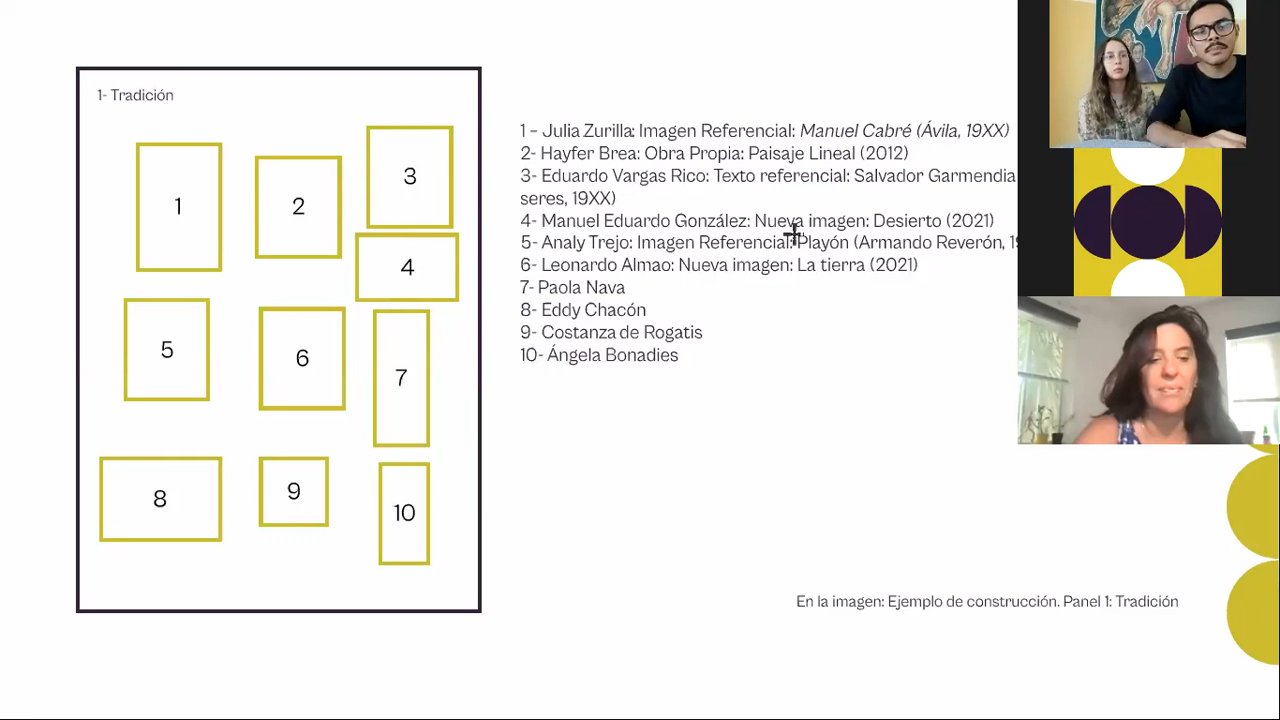 1- Tradición
1
2
3
4
5
6
7
8
9
10
1 – Julia Zurilla: Imagen Referencial: Manuel Cabré (Ávila, 19XX)
2- Hayfer Brea: Obra Propia: Paisaje Lineal (2012)
3- Eduardo Vargas Rico: Texto referencial: Salvador Garmendia
seres, 19XX)
4- Manuel Eduardo González: Nueva imagen: Desierto (2021)
5- Analy Trejo: Imagen Referencial: Playón (Armando Reverón,
6- Leonardo Almao: Nueva imagen: La tierra (2021)
7- Paola Nava
8- Eddy Chacón
9- Costanza de Rogatis
10- Ángela Bonadies
En la imagen: Ejemplo de construcción. Panel 1: Tradición